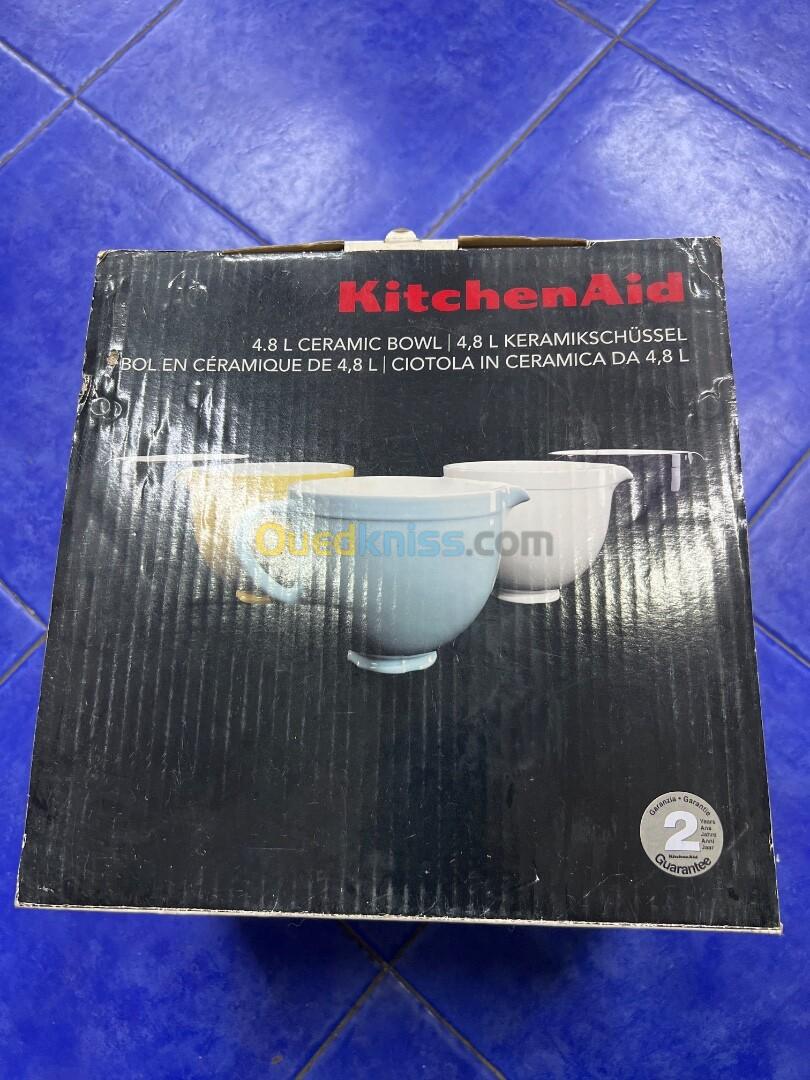 KitchenAid
4.8 L CERAMIC BOWL | 4,8 L KERAMIKSCHÜSSEL
BOL EN CÉRAMIQUE DE 4,8 L | CIOTOLA IN CERAMICA DA 4,8 L
Ouedkniss.com
Garanzia • Garantie
2
Years
Ans
Jahre
Anni
Jaar
KitchenAid
Guarantee